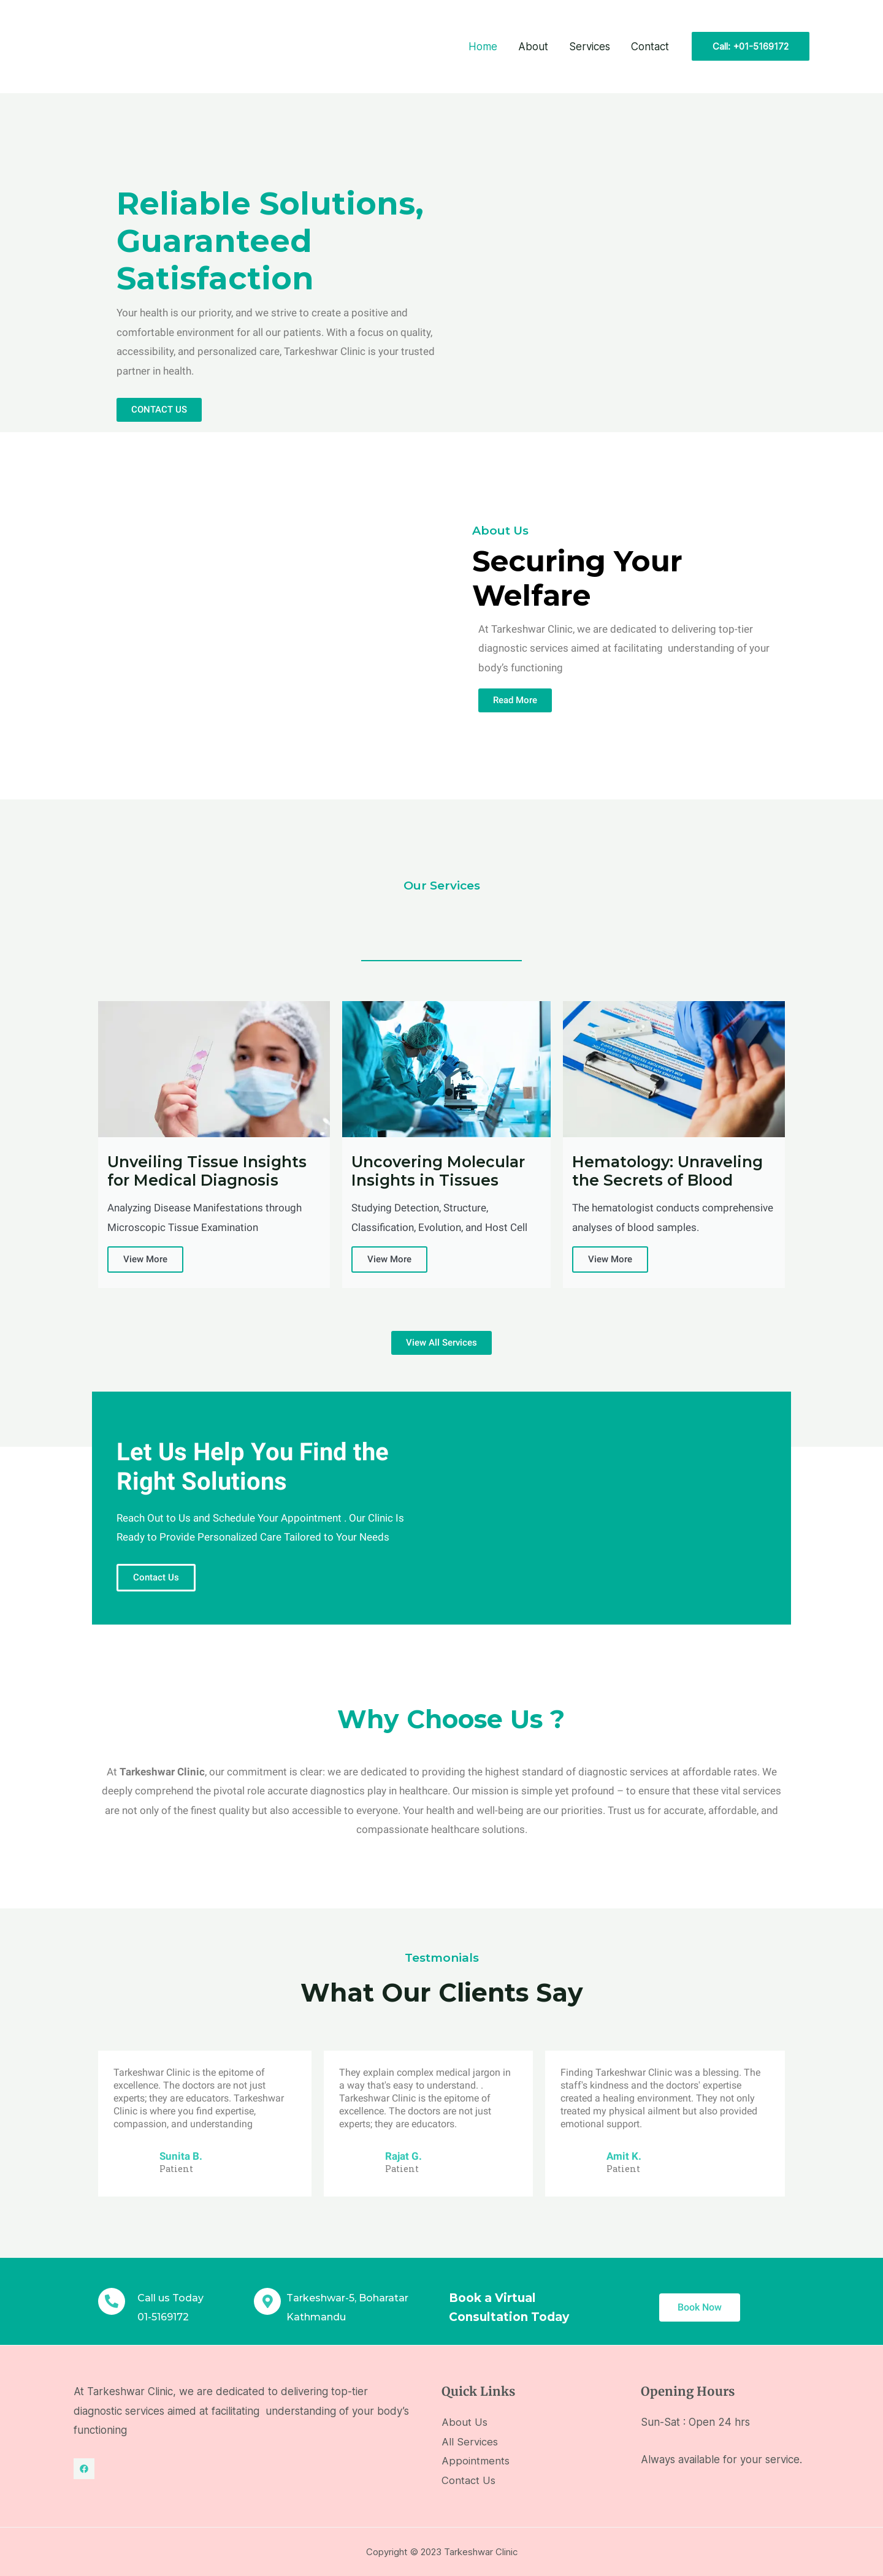 Home
About
Services
Contact
Call: +01-5169172
Reliable Solutions,
Guaranteed
Satisfaction
Your health is our priority, and we strive to create a positive and
comfortable environment for all our patients. With a focus on quality,
accessibility, and personalized care, Tarkeshwar Clinic is your trusted
partner in health.
CONTACT US
About Us
Securing Your
Welfare
At Tarkeshwar Clinic, we are dedicated to delivering top-tier
diagnostic services aimed at facilitating  understanding of your
body's functioning
Read More
Our Services
Unveiling Tissue Insights
for Medical Diagnosis
Analyzing Disease Manifestations through
Microscopic Tissue Examination
View More
Uncovering Molecular
Insights in Tissues
Studying Detection, Structure,
Classification, Evolution, and Host Cell
View More
Hematology: Unraveling
the Secrets of Blood
The hematologist conducts comprehensive
analyses of blood samples.
View More
View All Services
Let Us Help You Find the
Right Solutions
Reach Out to Us and Schedule Your Appointment . Our Clinic Is
Ready to Provide Personalized Care Tailored to Your Needs
Contact Us
Why Choose Us ?
At Tarkeshwar Clinic, our commitment is clear: we are dedicated to providing the highest standard of diagnostic services at affordable rates. We
deeply comprehend the pivotal role accurate diagnostics play in healthcare. Our mission is simple yet profound – to ensure that these vital services
are not only of the finest quality but also accessible to everyone. Your health and well-being are our priorities. Trust us for accurate, affordable, and
compassionate healthcare solutions.
Testmonials
What Our Clients Say
Tarkeshwar Clinic is the epitome of
excellence. The doctors are not just
experts; they are educators. Tarkeshwar
Clinic is where you find expertise,
compassion, and understanding
Sunita B.
Patient
They explain complex medical jargon in
a way that's easy to understand. .
Tarkeshwar Clinic is the epitome of
excellence. The doctors are not just
experts; they are educators.
Rajat G.
Patient
Finding Tarkeshwar Clinic was a blessing. The
staff's kindness and the doctors' expertise
created a healing environment. They not only
treated my physical ailment but also provided
emotional support.
Amit K.
Patient
Call us Today
01-5169172
Tarkeshwar-5, Boharatar
Kathmandu
Book a Virtual
Consultation Today
Book Now
At Tarkeshwar Clinic, we are dedicated to delivering top-tier
diagnostic services aimed at facilitating  understanding of your body's
functioning
Quick Links
About Us
All Services
Appointments
Contact Us
Opening Hours
Sun-Sat : Open 24 hrs
Always available for your service.
Copyright © 2023 Tarkeshwar Clinic